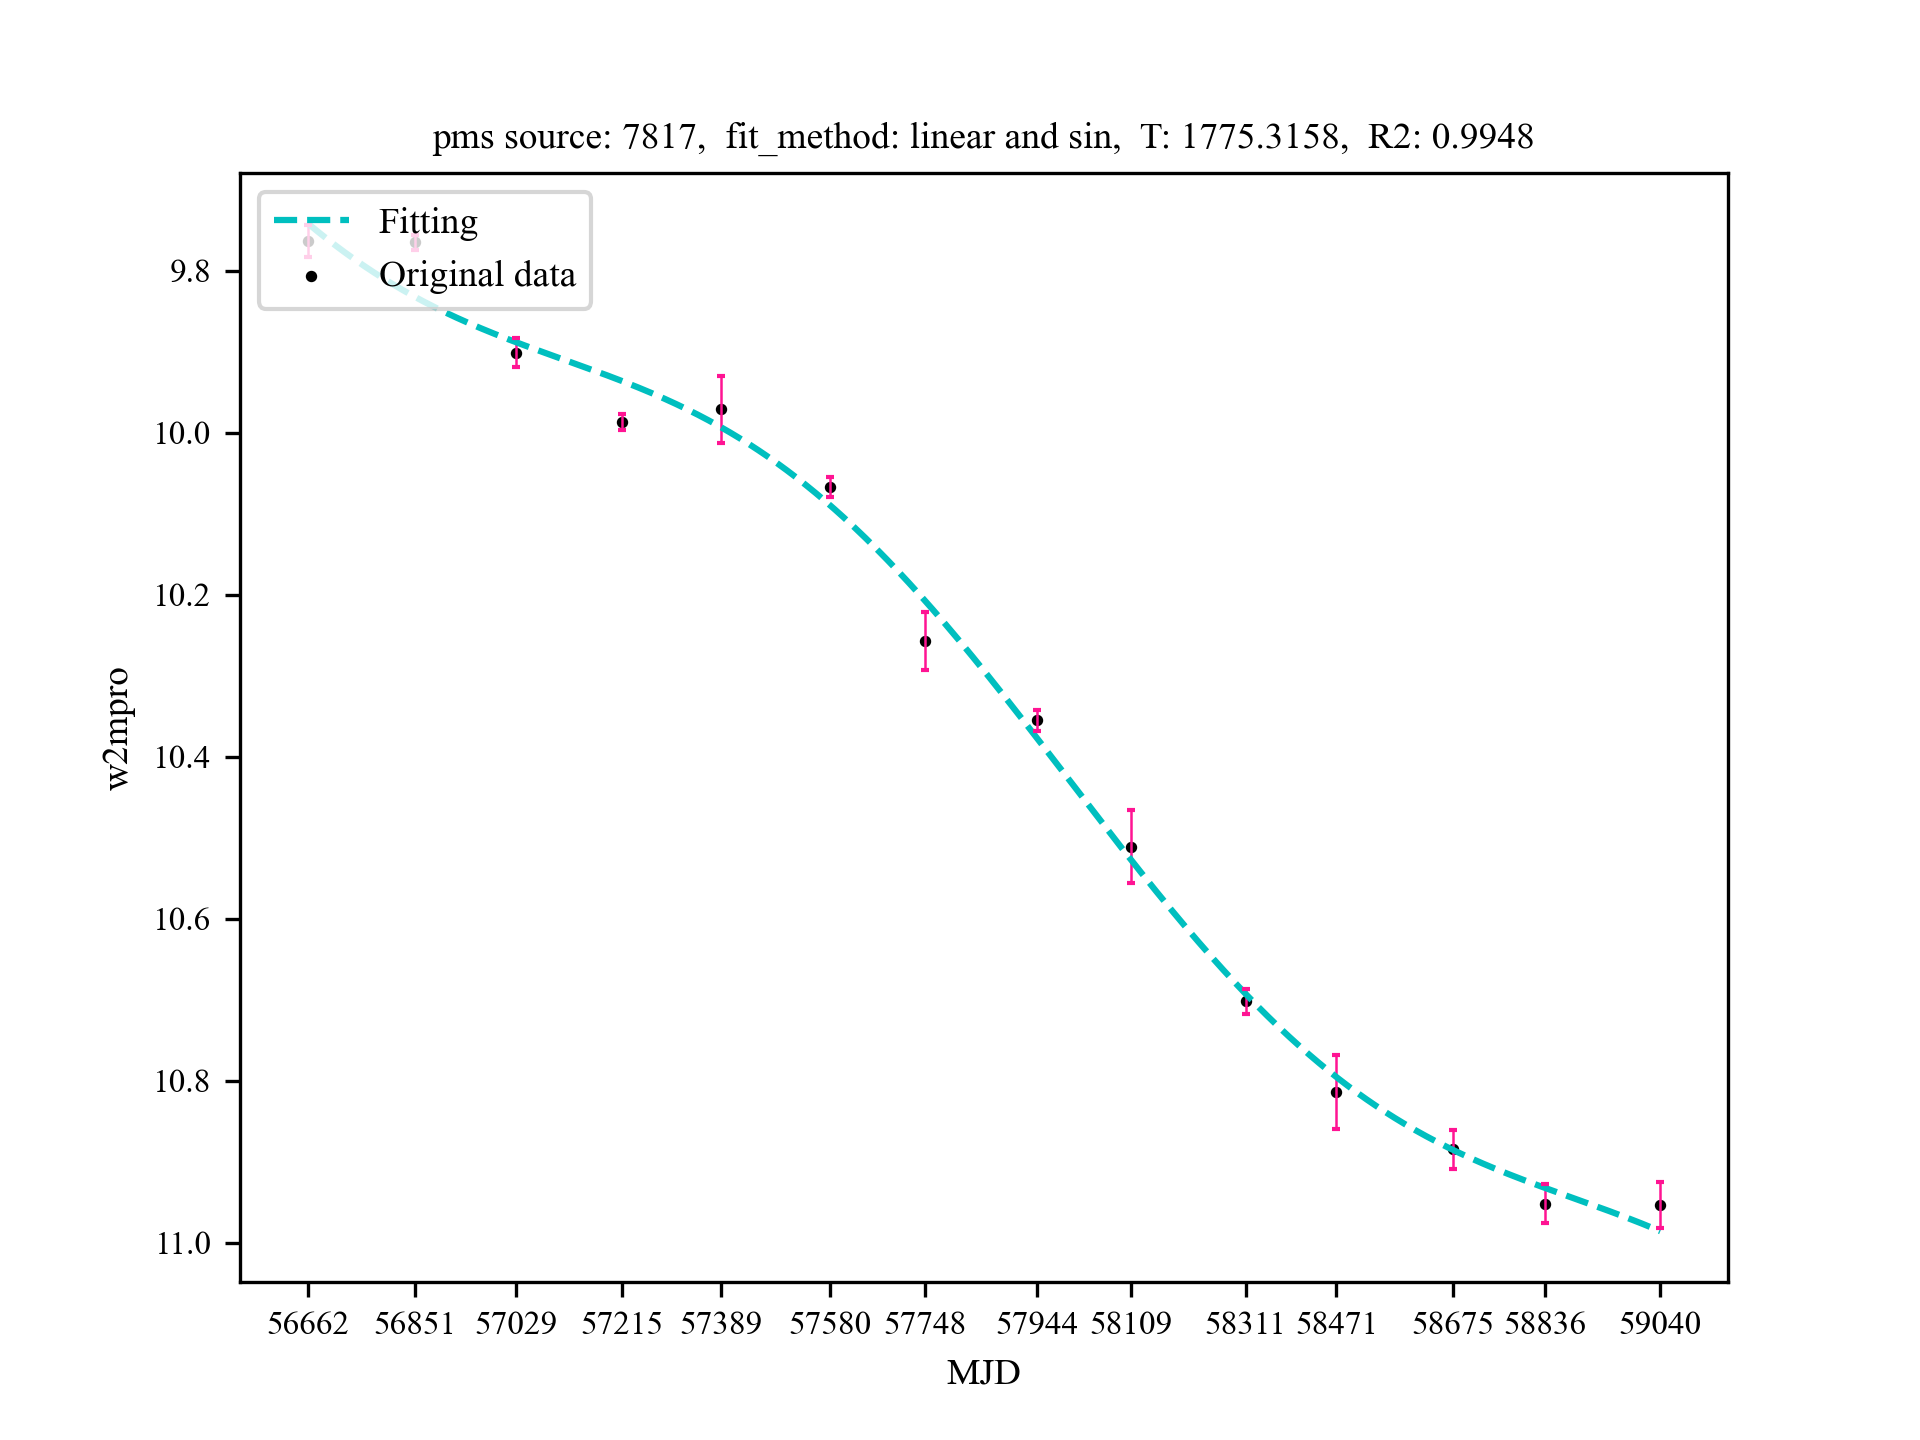 pms source: 7817,  fit_method: linear and sin,  T: 1775.3158,  R2: 0.9948
Fitting
Original data
9.8
10.0
10.2
10.4
10.6
10.8
11.0
w2mpro
56662 56851 57029 57215 57389 57580 57748 57944 58109 58311 58471 58675 58836 59040
MJD